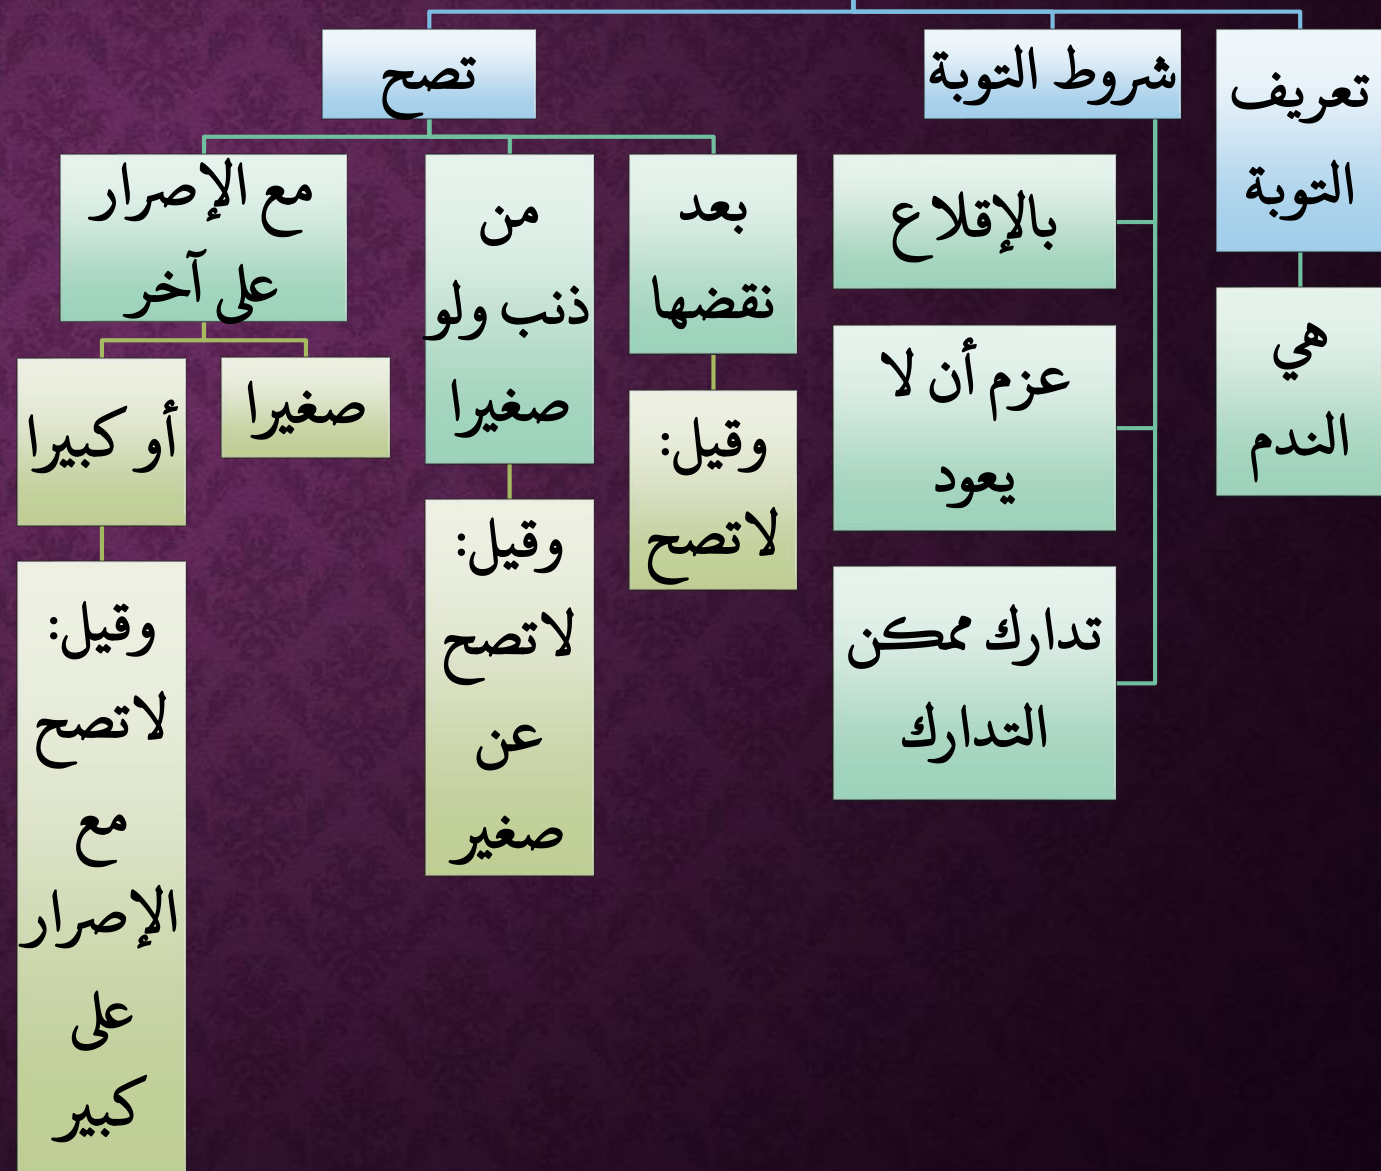 تعريف
التوبة
هي
الندم
شروط التوبة
بالإقلاع
عزم أن لا
يعود
تدارك ممكن
التدارك
تصح
بعد
نقضها
وقيل:
لاتصح
من
ذنب ولو
صغيرا
وقيل:
لاتصح
عن
صغير
مع الإصرار
على آخر
صغيرا
أو كبيرا
وقيل:
لاتصح
مع
الإصرار
على
كبير